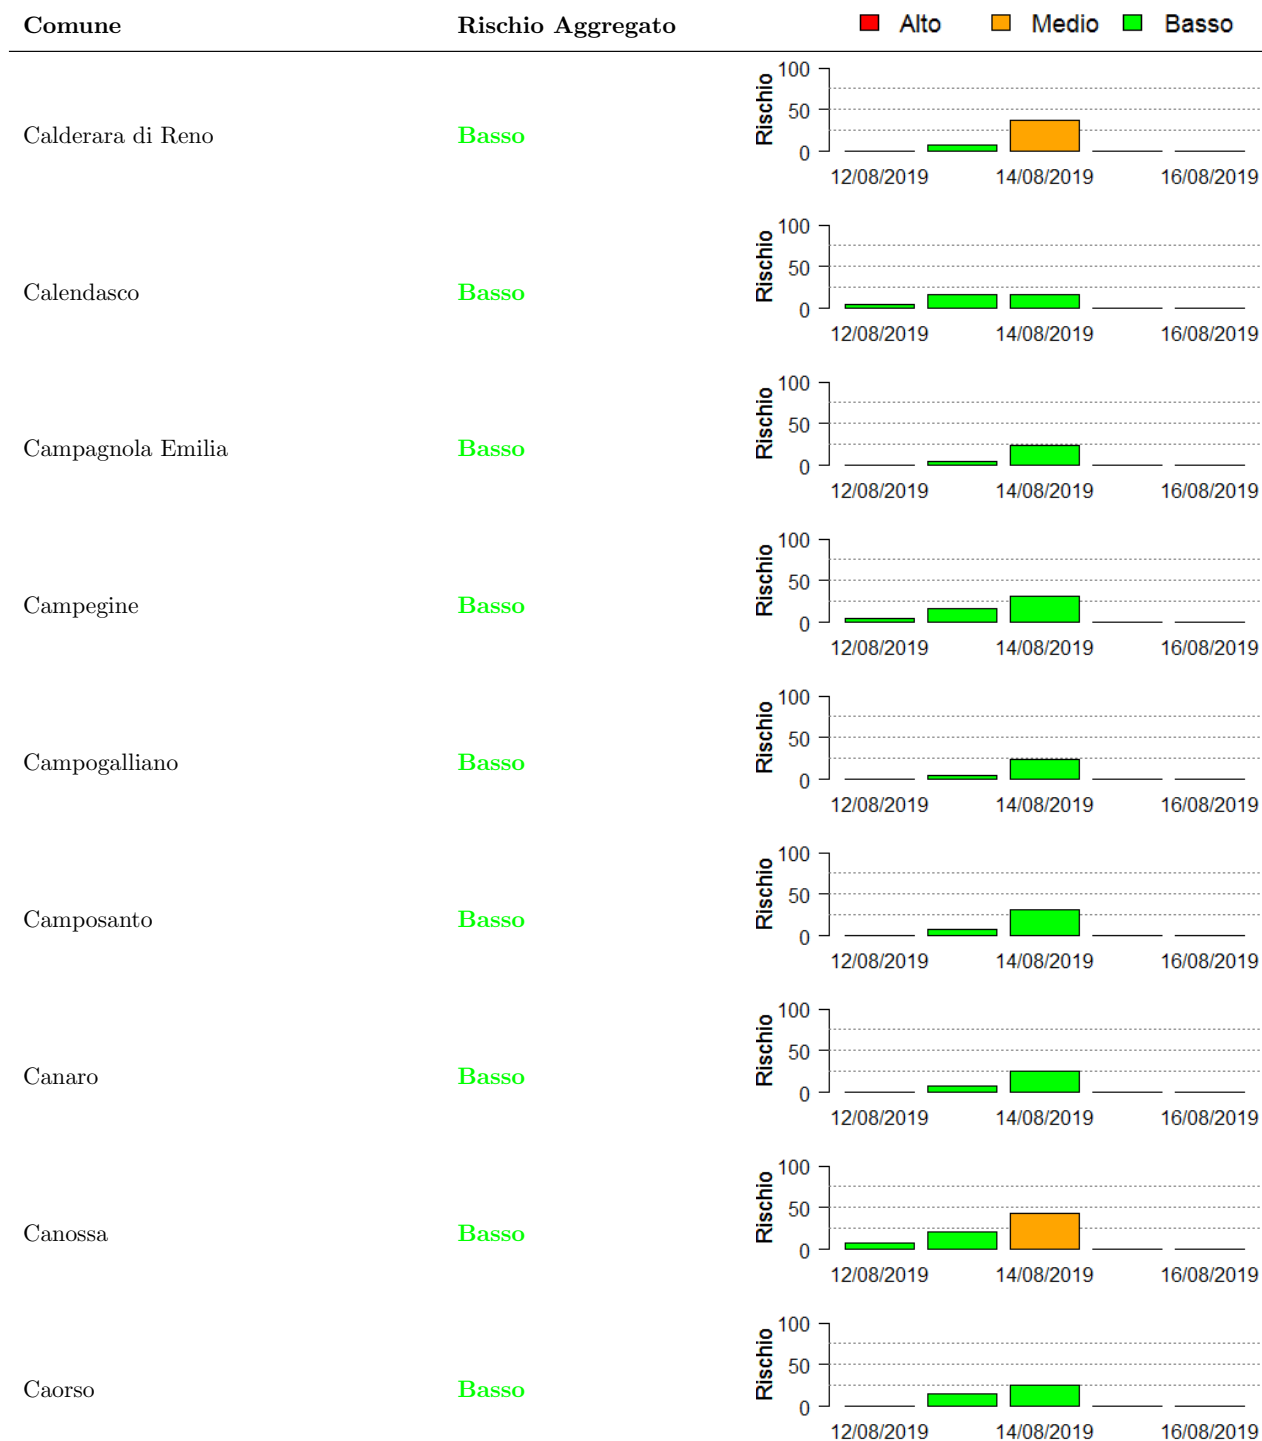 Comune Rischio Aggregato Alto Medio Basso
Calderara di Reno Basso Rischio 100 50 0
12/08/2019 14/08/2019 16/08/2019
Calendasco Basso Rischio 100 50 0
12/08/2019 14/08/2019 16/08/2019
Campagnola Emilia Basso Rischio 100 50 0
12/08/2019 14/08/2019 16/08/2019
Campegine Basso Rischio 100 50 0
12/08/2019 14/08/2019 16/08/2019
Campogalliano Basso Rischio 100 50 0
12/08/2019 14/08/2019 16/08/2019
Camposanto Basso Rischio 100 50 0
12/08/2019 14/08/2019 16/08/2019
Canaro Basso Rischio 100 50 0
12/08/2019 14/08/2019 16/08/2019
Canossa Basso Rischio 100 50 0
12/08/2019 14/08/2019 16/08/2019
Caorso Basso Rischio 100 50 0
12/08/2019 14/08/2019 16/08/2019